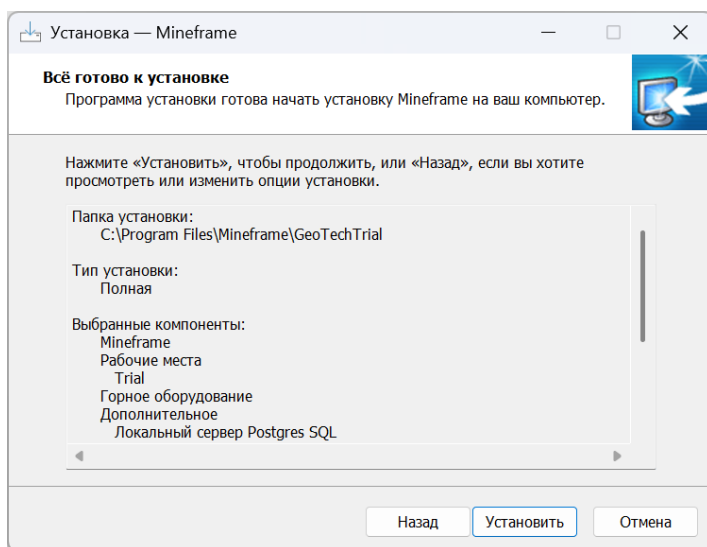 Установка — Mineframe
Всё готово к установке
Программа установки готова начать установку Mineframe на ваш компьютер.
Нажмите «Установить», чтобы продолжить, или «Назад», если вы хотите
просмотреть или изменить опции установки.
Папка установки:
C:\Program Files\Mineframe\GeoTechTrial
Тип установки:
Полная
Выбранные компоненты:
Mineframe
Рабочие места
Trial
Горное оборудование
Дополнительное
Локальный сервер Postgres SQL
Назад
Установить
Отмена